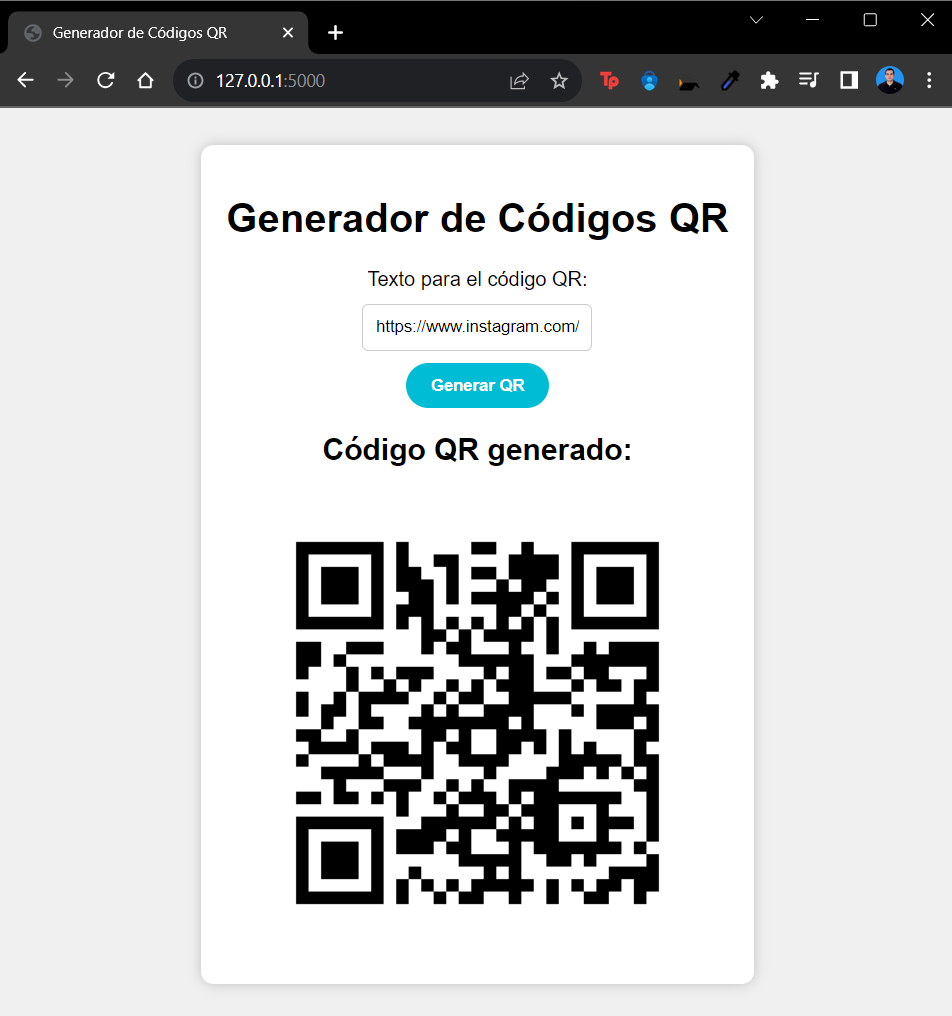 Generador de Códigos QR
127.0.0.1:5000
Tp
Generador de Códigos QR
Texto para el código QR:
https://www.instagram.com/
Generar QR
Código QR generado: